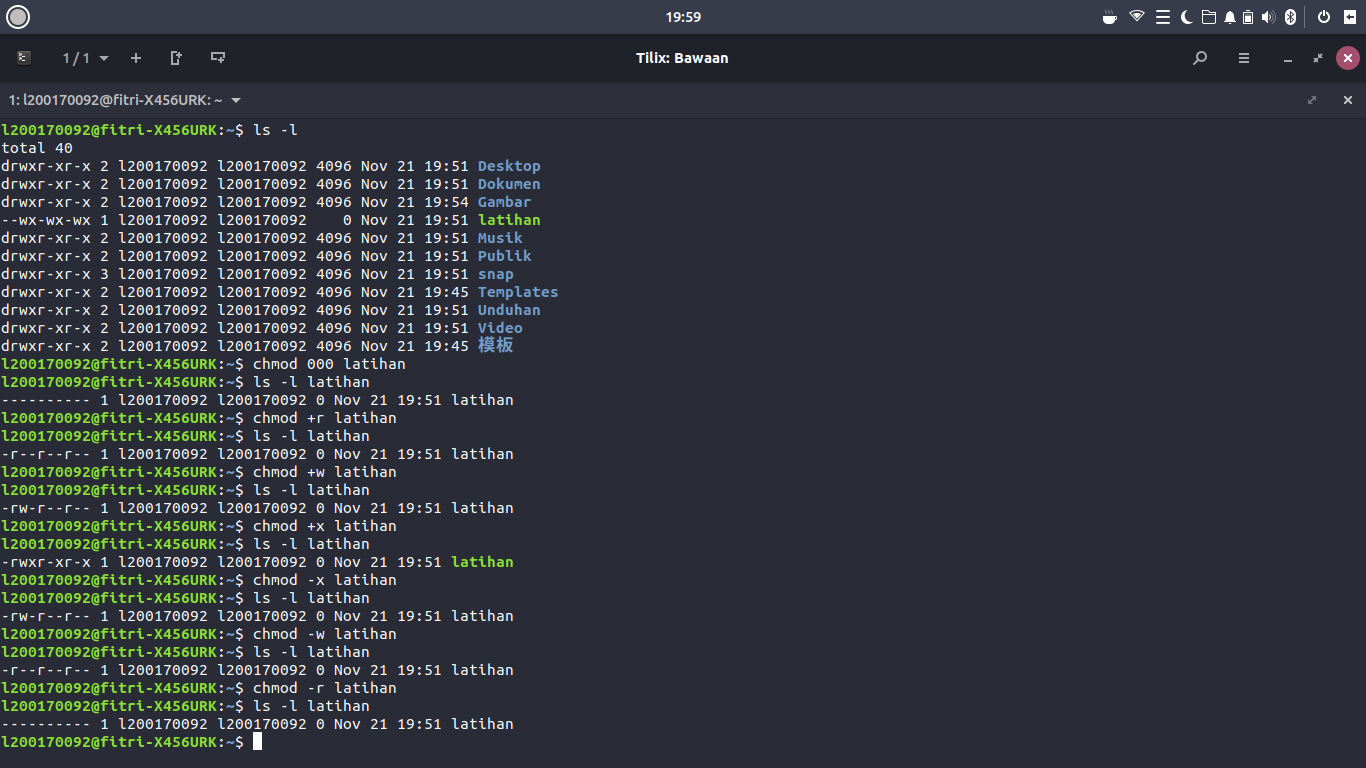 19:59
1 / 1
Tilix: Bawaan
1: l200170092@fitri-X456URK: ~
l200170092@fitri-X456URK:~$ ls -l
total 40
drwxr-xr-x 2 l200170092 l200170092 4096 Nov 21 19:51 Desktop
drwxr-xr-x 2 l200170092 l200170092 4096 Nov 21 19:51 Dokumen
drwxr-xr-x 2 l200170092 l200170092 4096 Nov 21 19:54 Gambar
--wx-wx-wx 1 l200170092 l200170092    0 Nov 21 19:51 latihan
drwxr-xr-x 2 l200170092 l200170092 4096 Nov 21 19:51 Musik
drwxr-xr-x 2 l200170092 l200170092 4096 Nov 21 19:51 Publik
drwxr-xr-x 3 l200170092 l200170092 4096 Nov 21 19:51 snap
drwxr-xr-x 2 l200170092 l200170092 4096 Nov 21 19:45 Templates
drwxr-xr-x 2 l200170092 l200170092 4096 Nov 21 19:51 Unduhan
drwxr-xr-x 2 l200170092 l200170092 4096 Nov 21 19:51 Video
drwxr-xr-x 2 l200170092 l200170092 4096 Nov 21 19:45 模板
l200170092@fitri-X456URK:~$ chmod 000 latihan
l200170092@fitri-X456URK:~$ ls -l latihan
---------- 1 l200170092 l200170092 0 Nov 21 19:51 latihan
l200170092@fitri-X456URK:~$ chmod +r latihan
l200170092@fitri-X456URK:~$ ls -l latihan
-r--r--r-- 1 l200170092 l200170092 0 Nov 21 19:51 latihan
l200170092@fitri-X456URK:~$ chmod +w latihan
l200170092@fitri-X456URK:~$ ls -l latihan
-rw-r--r-- 1 l200170092 l200170092 0 Nov 21 19:51 latihan
l200170092@fitri-X456URK:~$ chmod +x latihan
l200170092@fitri-X456URK:~$ ls -l latihan
-rwxr-xr-x 1 l200170092 l200170092 0 Nov 21 19:51 latihan
l200170092@fitri-X456URK:~$ chmod -x latihan
l200170092@fitri-X456URK:~$ ls -l latihan
-rw-r--r-- 1 l200170092 l200170092 0 Nov 21 19:51 latihan
l200170092@fitri-X456URK:~$ chmod -w latihan
l200170092@fitri-X456URK:~$ ls -l latihan
-r--r--r-- 1 l200170092 l200170092 0 Nov 21 19:51 latihan
l200170092@fitri-X456URK:~$ chmod -r latihan
l200170092@fitri-X456URK:~$ ls -l latihan
---------- 1 l200170092 l200170092 0 Nov 21 19:51 latihan
l200170092@fitri-X456URK:~$